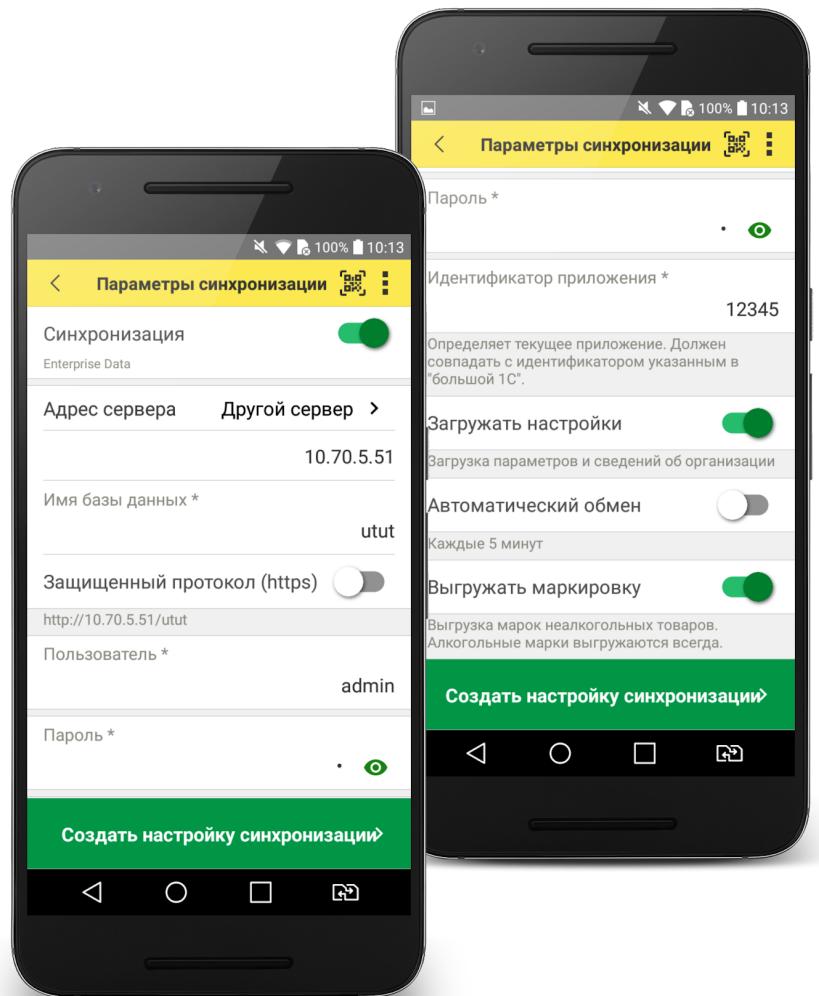 100% 10:13
Параметры синхронизации
Синхронизация
Enterprise Data
Адрес сервера Другой сервер
10.70.5.51
Имя базы данных *
utut
Защищенный протокол (https)
http://10.70.5.51/utut
Пользователь *
admin
Пароль *
•
Создать настройку синхронизации
100% 10:13
Параметры синхронизации
Пароль *
•
Идентификатор приложения *
12345
Определяет текущее приложение. Должен
совпадать с идентификатором указанным в
"большой 1С".
Загружать настройки
Загрузка параметров и сведений об организации
Автоматический обмен
Каждые 5 минут
Выгружать маркировку
Выгрузка марок неалкогольных товаров.
Алкогольные марки выгружаются всегда.
Создать настройку синхронизации